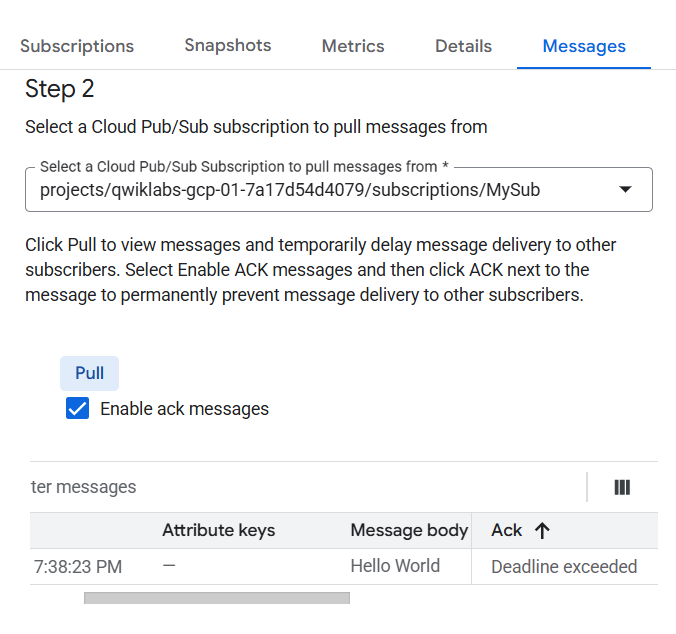 Subscriptions Snapshots Metrics Details Messages
Step 2
Select a Cloud Pub/Sub subscription to pull messages from
Select a Cloud Pub/Sub Subscription to pull messages from *
projects/qwiklabs-gcp-01-7a17d54d4079/subscriptions/MySub
Click Pull to view messages and temporarily delay message delivery to other
subscribers. Select Enable ACK messages and then click ACK next to the
message to permanently prevent message delivery to other subscribers.
Pull
Enable ack messages
ter messages
Attribute keys Message body Ack
7:38:23 PM — Hello World Deadline exceeded